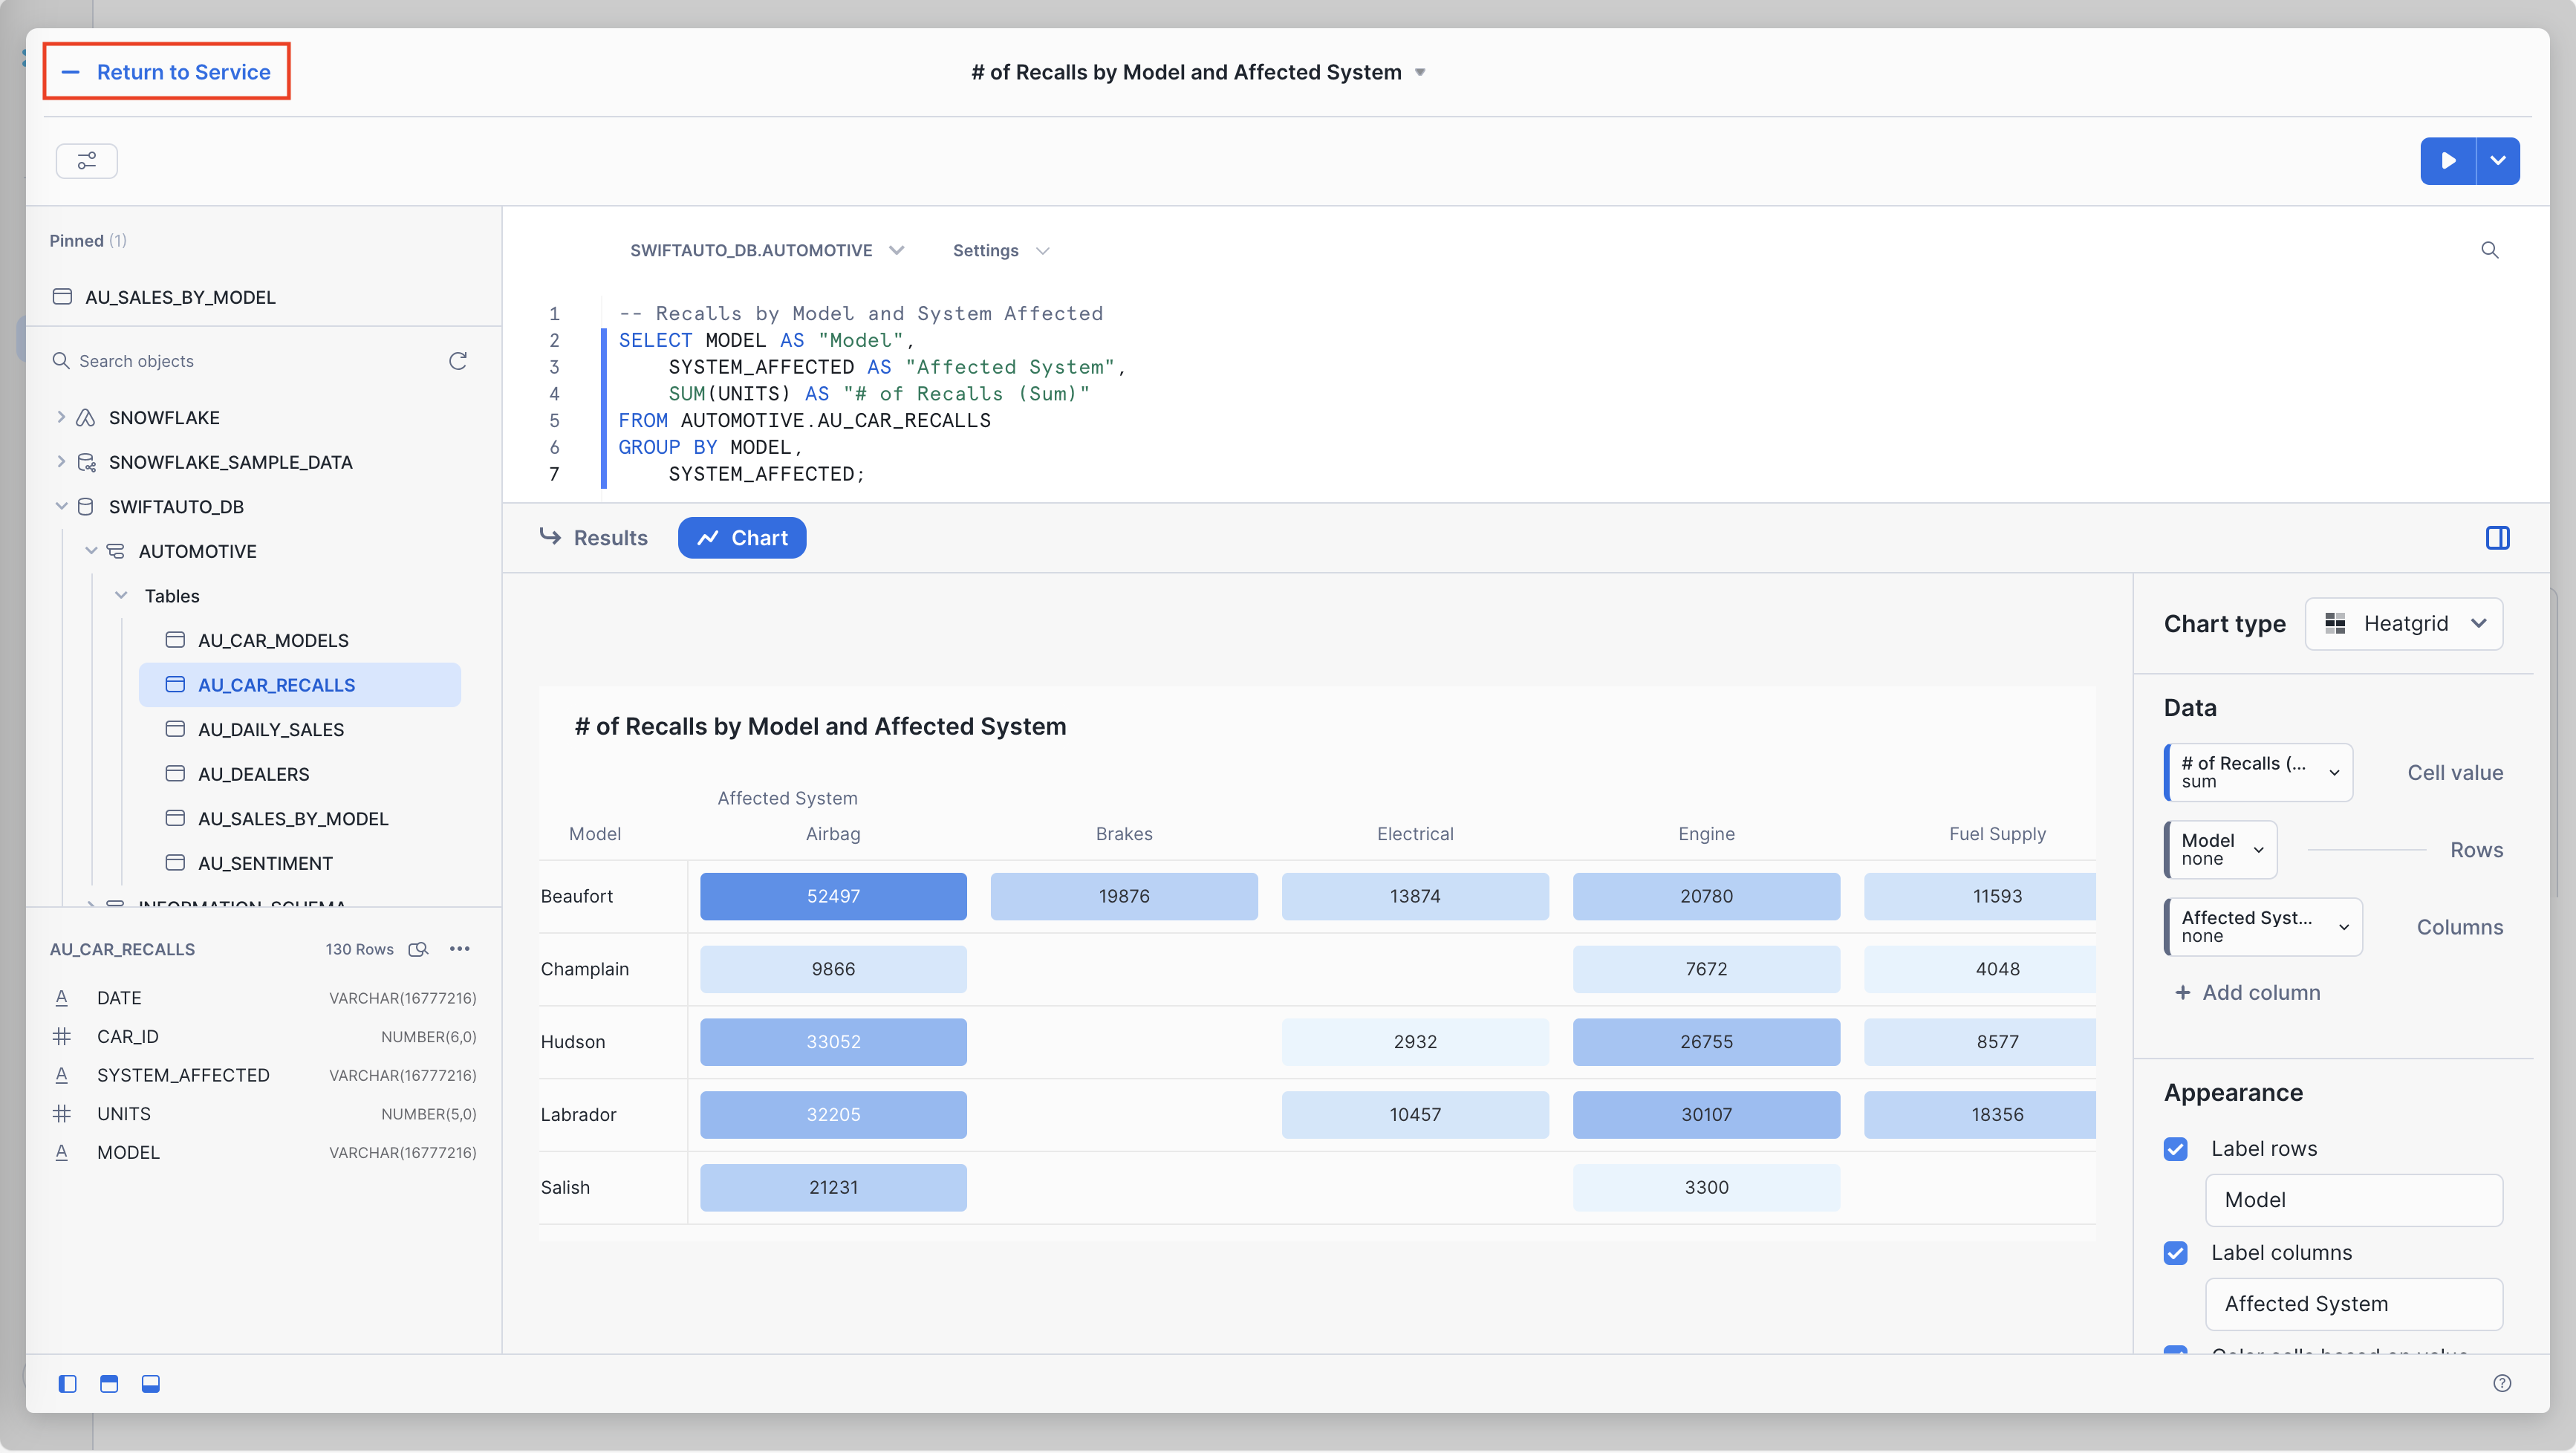 Return to Service
# of Recalls by Model and Affected System
Pinned (1)
AU_SALES_BY_MODEL
Search objects
SNOWFLAKE
SNOWFLAKE_SAMPLE_DATA
SWIFTAUTO_DB
AUTOMOTIVE
Tables
AU_CAR_MODELS
AU_CAR_RECALLS
AU_DAILY_SALES
AU_DEALERS
AU_SALES_BY_MODEL
AU_SENTIMENT
INFORMATION_SCHEMA
AU_CAR_RECALLS 130 Rows
DATE VARCHAR(16777216)
CAR_ID NUMBER(6,0)
SYSTEM_AFFECTED VARCHAR(16777216)
UNITS NUMBER(5,0)
MODEL VARCHAR(16777216)
SWIFTAUTO_DB.AUTOMOTIVE Settings
1 -- Recalls by Model and System Affected
2 SELECT MODEL AS "Model",
3 SYSTEM_AFFECTED AS "Affected System",
4 SUM(UNITS) AS "# of Recalls (Sum)"
5 FROM AUTOMOTIVE.AU_CAR_RECALLS
6 GROUP BY MODEL,
7 SYSTEM_AFFECTED;
Results Chart
# of Recalls by Model and Affected System
Affected System
Model Airbag Brakes Electrical Engine Fuel Supply
Beaufort 52497 19876 13874 20780 11593
Champlain 9866 7672 4048
Hudson 33052 2932 26755 8577
Labrador 32205 10457 30107 18356
Salish 21231 3300
Chart type Heatgrid
Data
# of Recalls (...
sum
Cell value
Model
none
Rows
Affected Syst...
none
Columns
+ Add column
Appearance
Label rows
Model
Label columns
Affected System
Color cells based on value